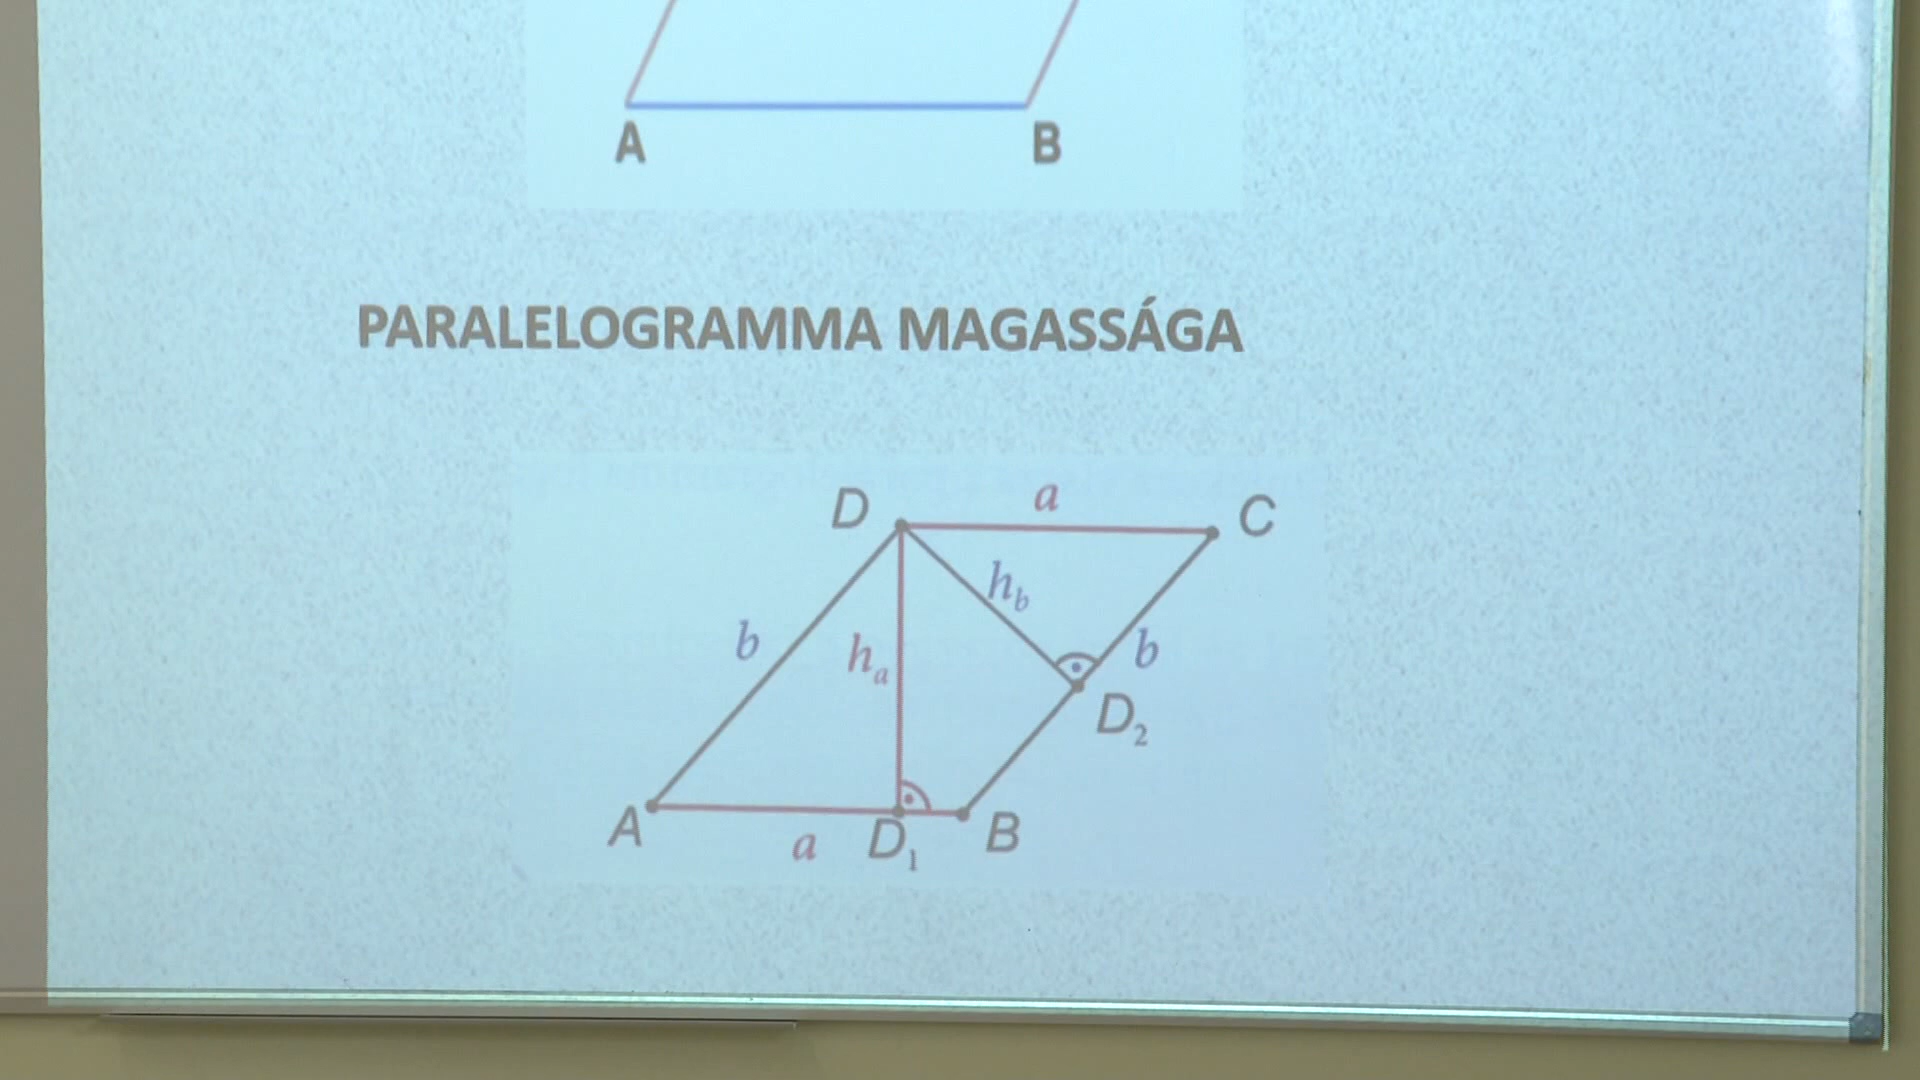 A B
PARALELOGRAMMA MAGASSÁGA
D a C
h_b
b h_a b
D_2
A a D_1 B